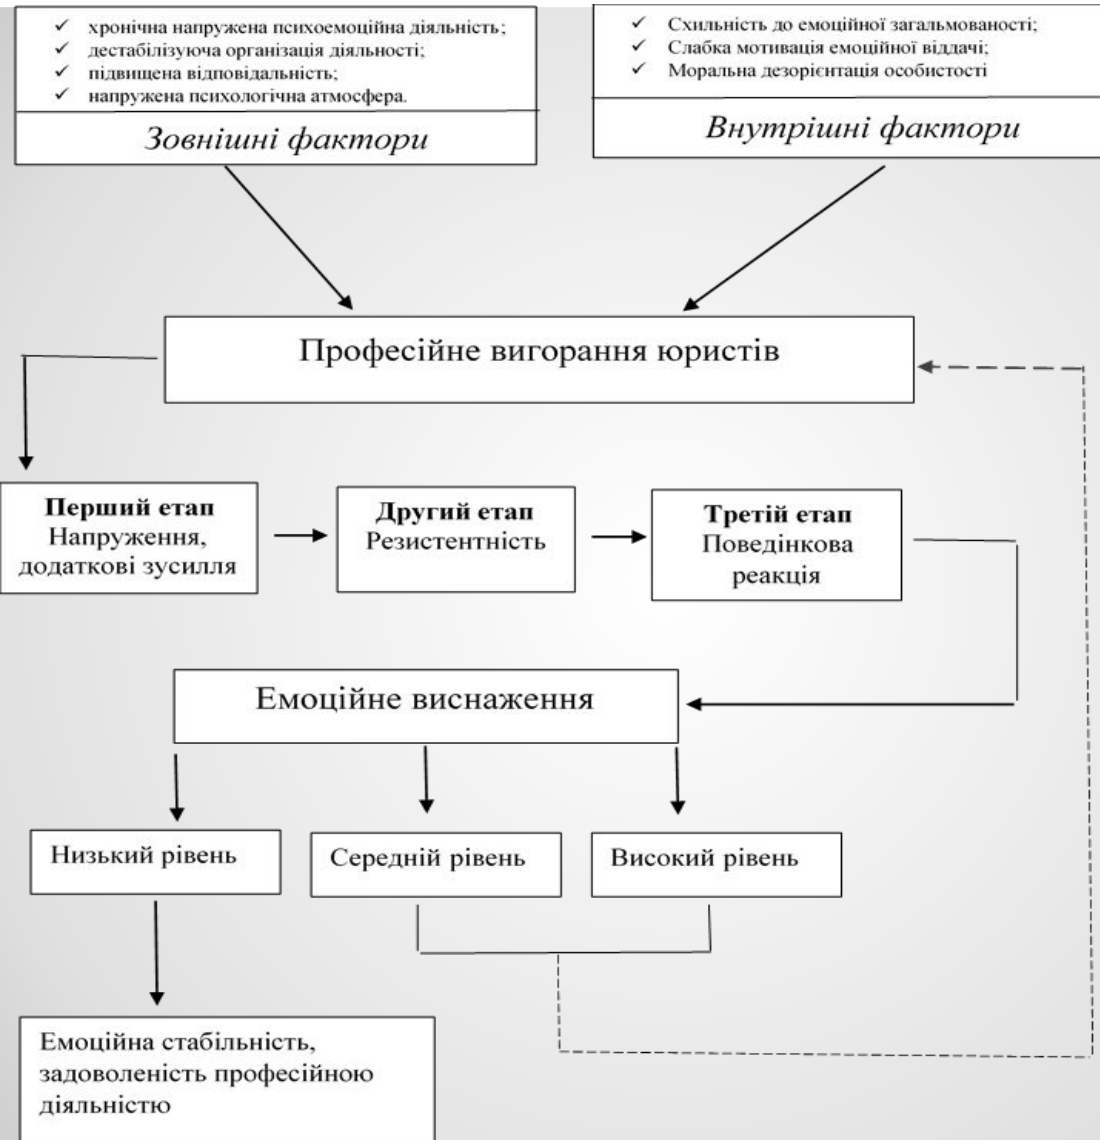 хронічна напружена психоемоційна діяльність;
дестабілізуюча організація діяльності;
підвищена відповідальність;
напружена психологічна атмосфера.
Зовнішні фактори
Схильність до емоційної загальмованості;
Слабка мотивація емоційної віддачі;
Моральна дезорієнтація особистості
Внутрішні фактори
Професійне вигорання юристів
Перший етап
Напруження,
додаткові зусилля
Другий етап
Резистентність
Третій етап
Поведінкова
реакція
Емоційне виснаження
Низький рівень
Середній рівень
Високий рівень
Емоційна стабільність,
задоволеність професійною
діяльністю